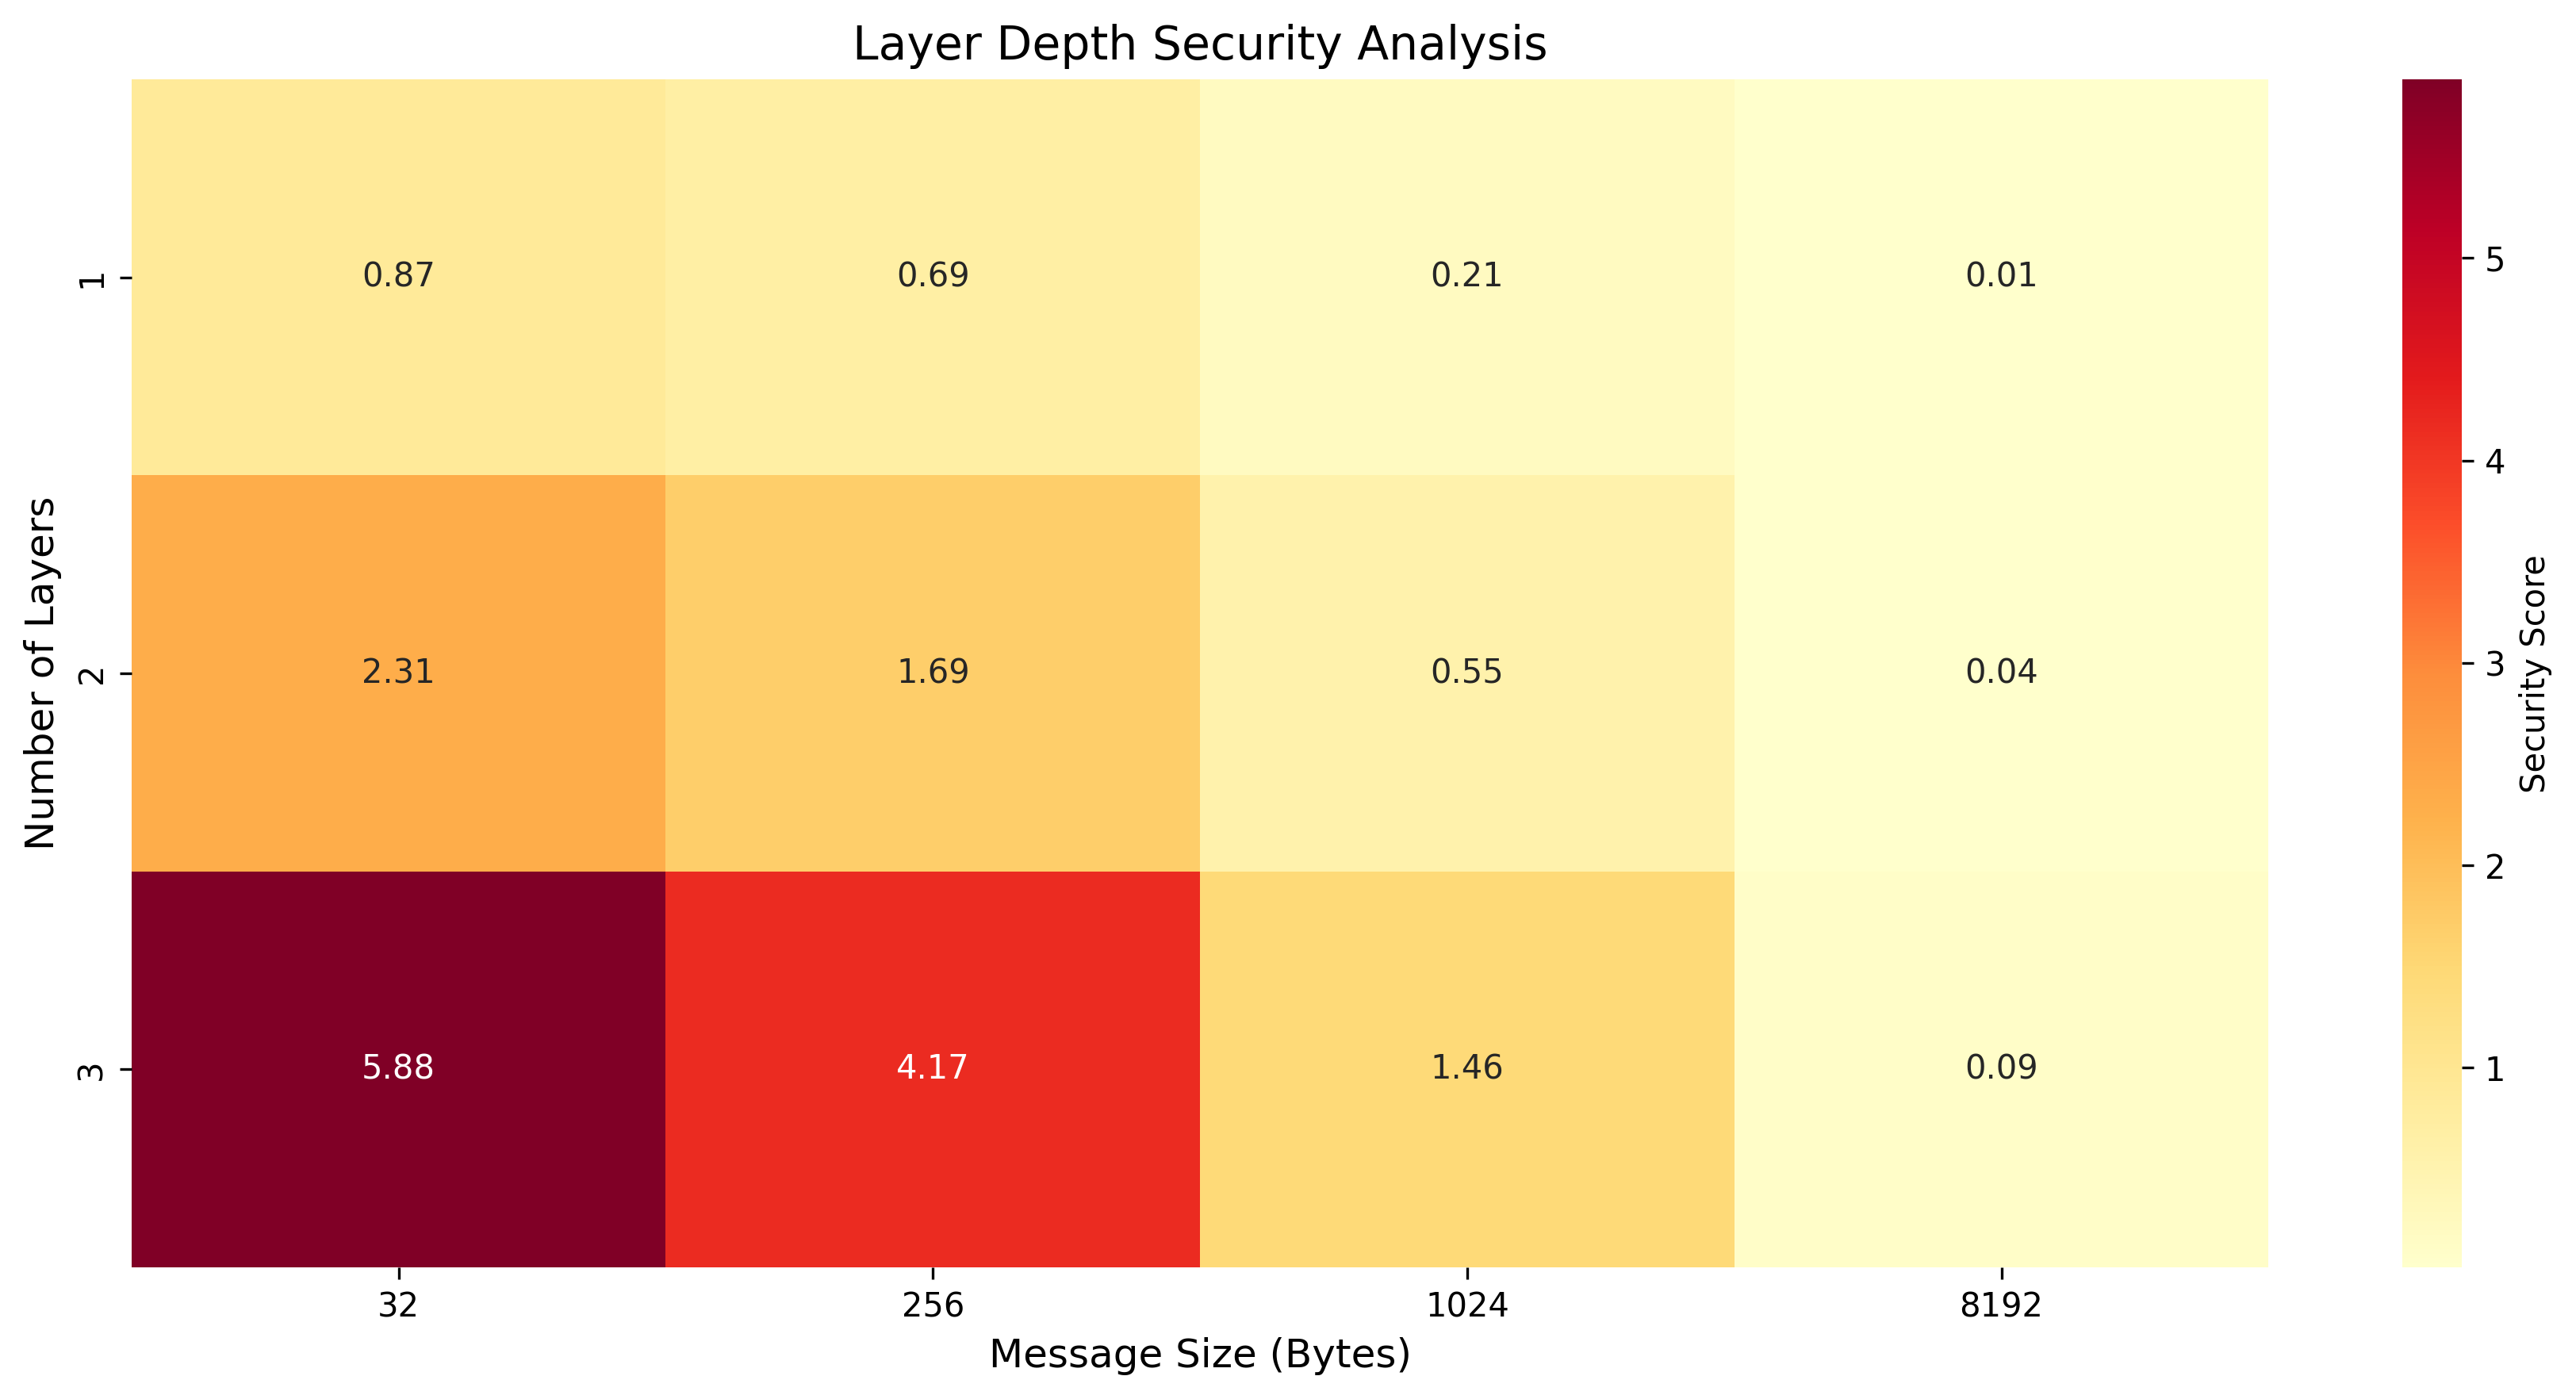 Layer Depth Security Analysis
Number of Layers
1
0.87 0.69 0.21 0.01
2
2.31 1.69 0.55 0.04
3
5.88 4.17 1.46 0.09
32 256 1024 8192
Message Size (Bytes)
5
4
3
2
1
Security Score